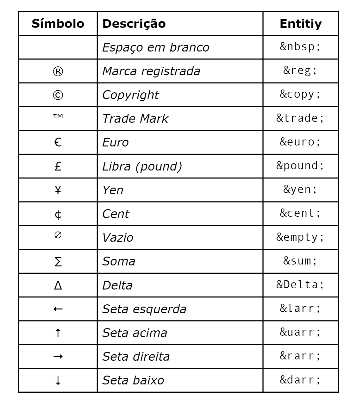 Símbolo Descrição Entitiy
Espaço em branco &nbsp;
® Marca registrada &reg;
© Copyright &copy;
™ Trade Mark &trade;
€ Euro &euro;
£ Libra (pound) &pound;
¥ Yen &yen;
¢ Cent &cent;
∅ Vazio &empty;
∑ Soma &sum;
Δ Delta &Delta;
← Seta esquerda &larr;
↑ Seta acima &uarr;
→ Seta direita &rarr;
↓ Seta baixo &darr;